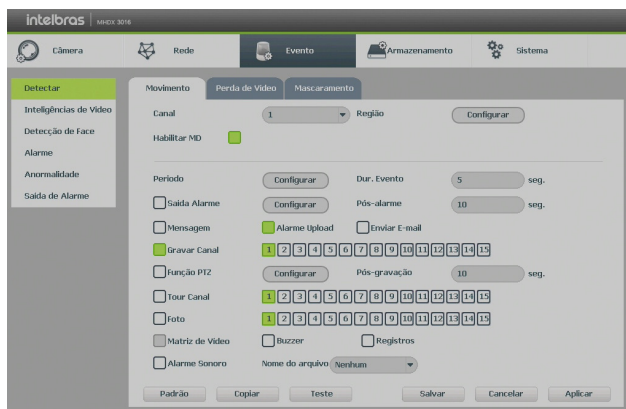 intelbras MHDX 3016
Câmera Rede Evento Armazenamento Sistema
Detectar
Inteligências de Video
Detecção de Face
Alarme
Anormalidade
Saida de Alarme
Movimento Perda de Video Mascaramento
Canal 1 Região Configurar
Habilitar MD
Periodo Configurar Dur. Evento 5 seg.
Saida Alarme Configurar Pós-alarme 10 seg.
Mensagem Alarme Upload Enviar E-mail
Gravar Canal 1 2 3 4 5 6 7 8 9 10 11 12 13 14 15
Função PTZ Configurar Pós-gravação 10 seg.
Tour Canal 1 2 3 4 5 6 7 8 9 10 11 12 13 14 15
Foto 1 2 3 4 5 6 7 8 9 10 11 12 13 14 15
Matriz de Video Buzzer Registros
Alarme Sonoro Nome do arquivo Nenhum
Padrão Copiar Teste Salvar Cancelar Aplicar